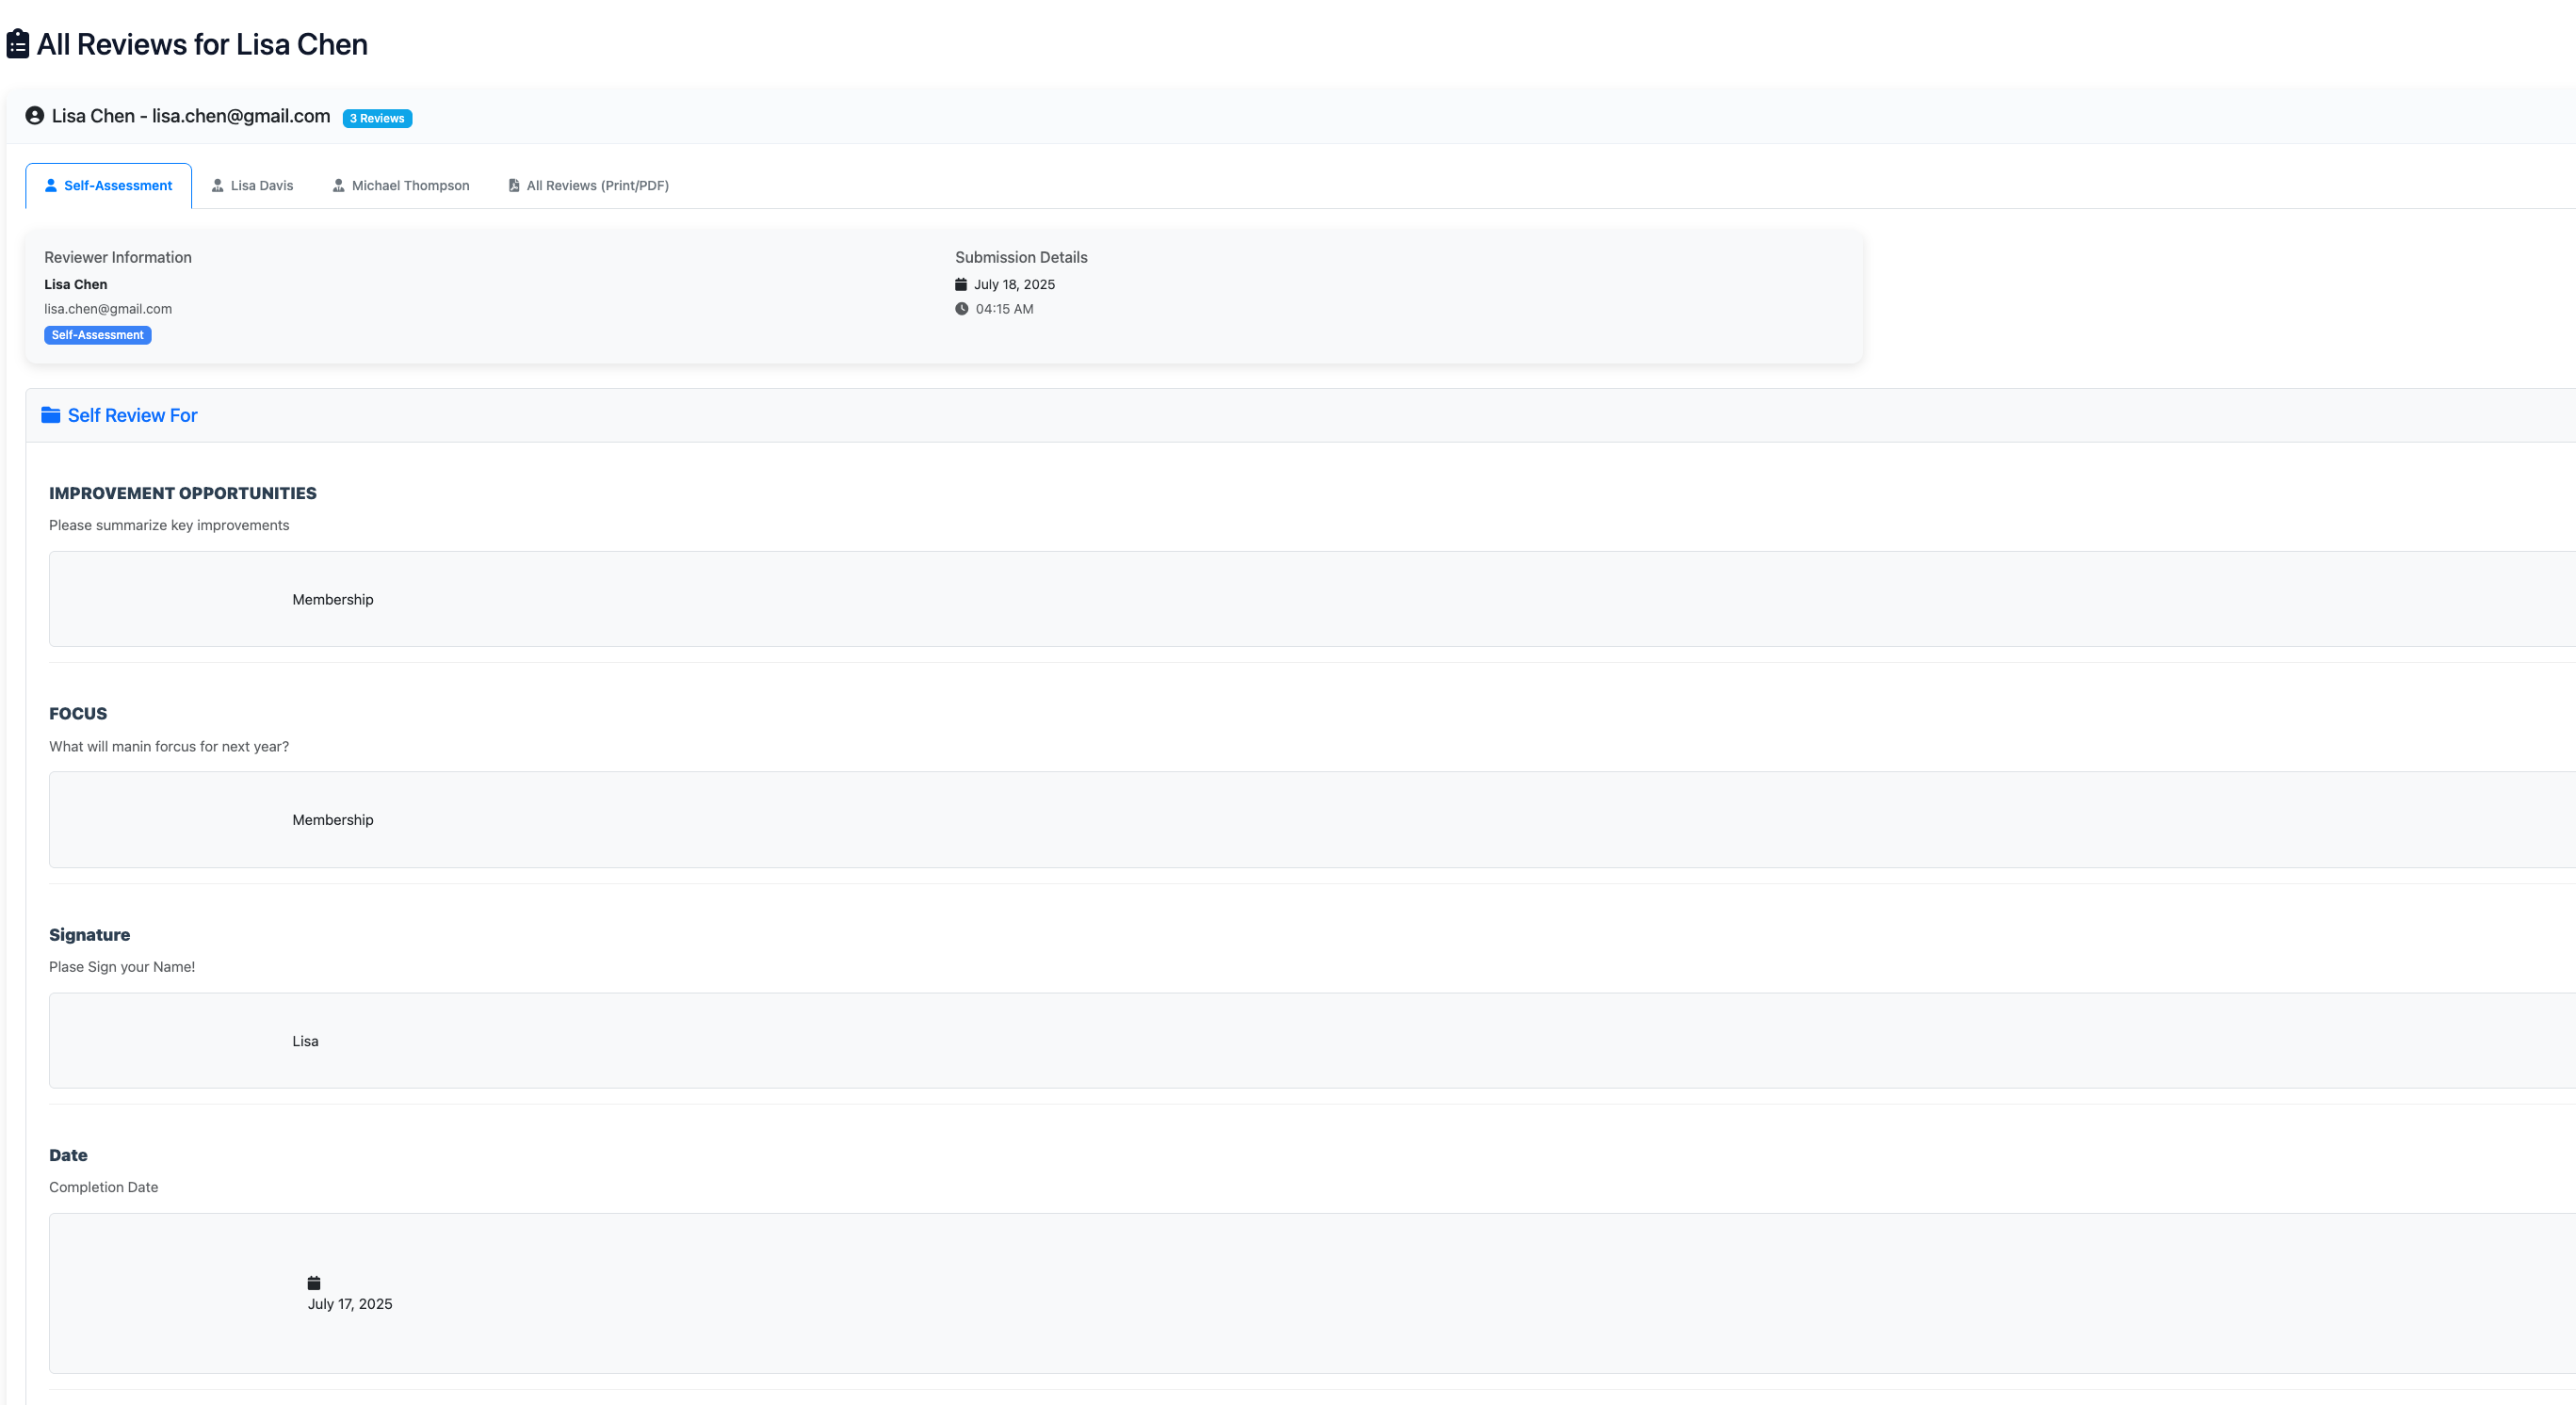 All Reviews for Lisa Chen
Lisa Chen - lisa.chen@gmail.com 3 Reviews
Self-Assessment Lisa Davis Michael Thompson All Reviews (Print/PDF)
Reviewer Information Submission Details
Lisa Chen July 18, 2025
lisa.chen@gmail.com 04:15 AM
Self-Assessment
Self Review For
IMPROVEMENT OPPORTUNITIES
Please summarize key improvements
Membership
FOCUS
What will manin forcus for next year?
Membership
Signature
Plase Sign your Name!
Lisa
Date
Completion Date
July 17, 2025